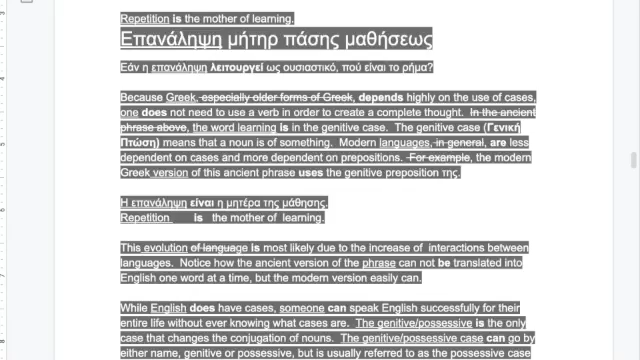 Repetition is the mother of learning.
Επανάληψη μήτηρ πάσης μαθήσεως
Εάν η επανάληψη λειτουργεί ως ουσιαστικό, πού είναι το ρήμα?
Because Greek, especially older forms of Greek, depends highly on the use of cases,
one does not need to use a verb in order to create a complete thought. In the ancient
phrase above, the word learning is in the genitive case. The genitive case (Γενική
Πτώση) means that a noun is of something. Modern languages, in general, are less
dependent on cases and more dependent on prepositions. For example, the modern
Greek version of this ancient phrase uses the genitive preposition της.
Η επανάληψη είναι η μητέρα της μάθησης.
Repetition is the mother of learning.
This evolution of language is most likely due to the increase of interactions between
languages. Notice how the ancient version of the phrase can not be translated into
English one word at a time, but the modern version easily can.
While English does have cases, someone can speak English successfully for their
entire life without ever knowing what cases are. The genitive/possessive is the only
case that changes the conjugation of nouns. The genitive/possessive case can go by
either name, genitive or possessive, but is usually referred to as the possessive case
3
4
5
6
7
8